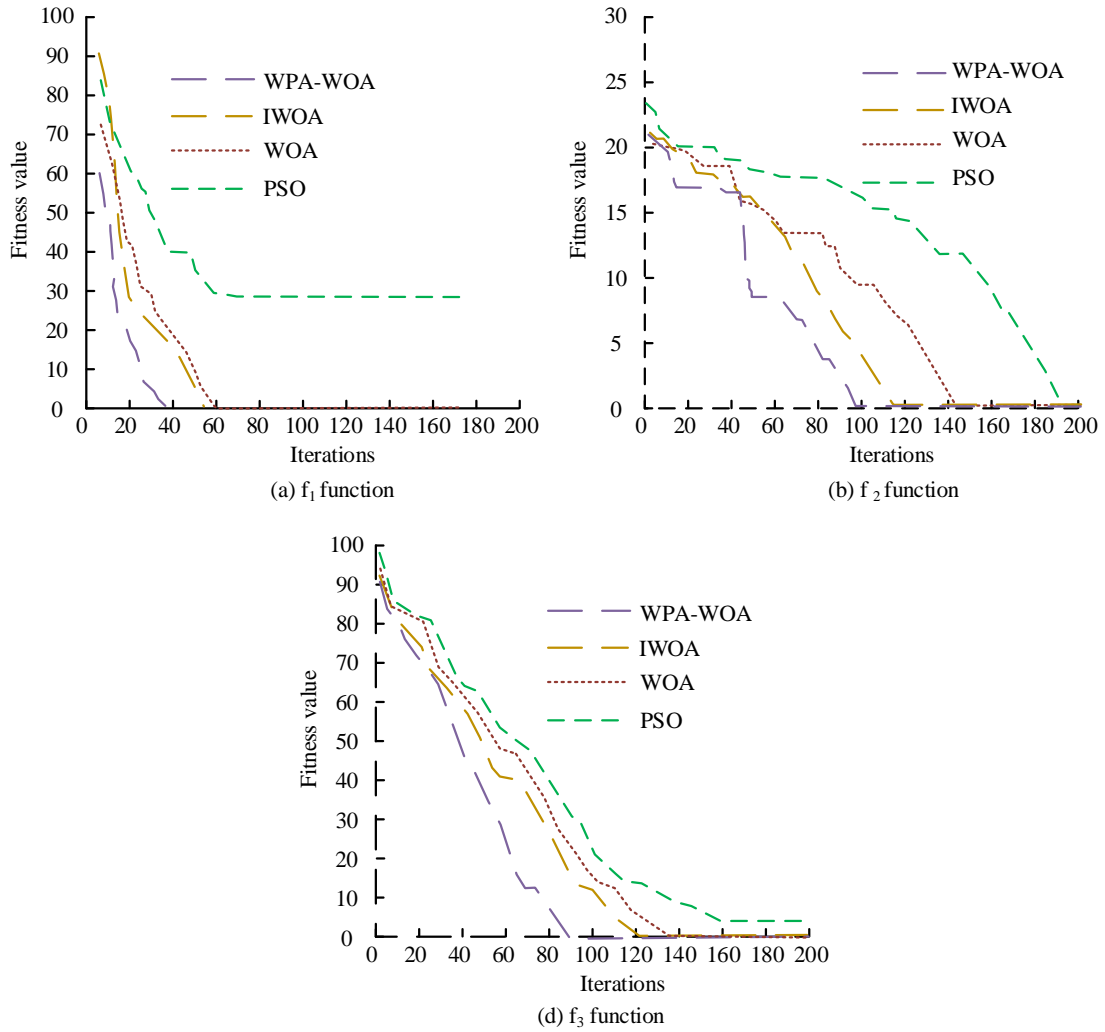 100
90
80
70
60
50
40
30
20
10
0
Fitness value
WPA-WOA
IWOA
WOA
PSO
0 20 40 60 80 100 120 140 160 180 200
Iterations
(a) f₁ function
30
25
20
15
10
5
0
Fitness value
WPA-WOA
IWOA
WOA
PSO
0 20 40 60 80 100 120 140 160 180 200
Iterations
(b) f ₂ function
100
90
80
70
60
50
40
30
20
10
0
Fitness value
WPA-WOA
IWOA
WOA
PSO
0 20 40 60 80 100 120 140 160 180 200
Iterations
(d) f₃ function